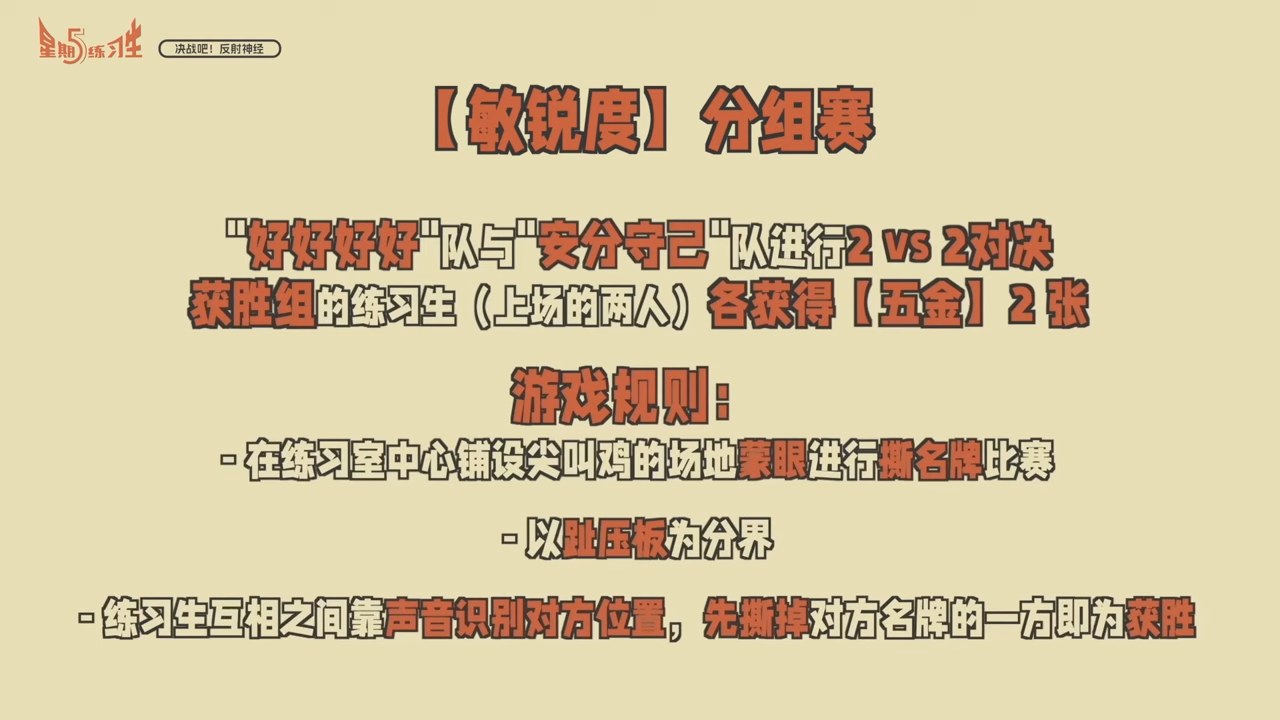 星期5练习生
决战吧！反射神经
【敏锐度】分组赛
"好好好好"队与"安分守己"队进行2 vs 2对决
获胜组的练习生（上场的两人）各获得【五金】2 张
游戏规则：
- 在练习室中心铺设尖叫鸡的场地蒙眼进行撕名牌比赛
- 以趾压板为分界
- 练习生互相之间靠声音识别对方位置，先撕掉对方名牌的一方即为获胜